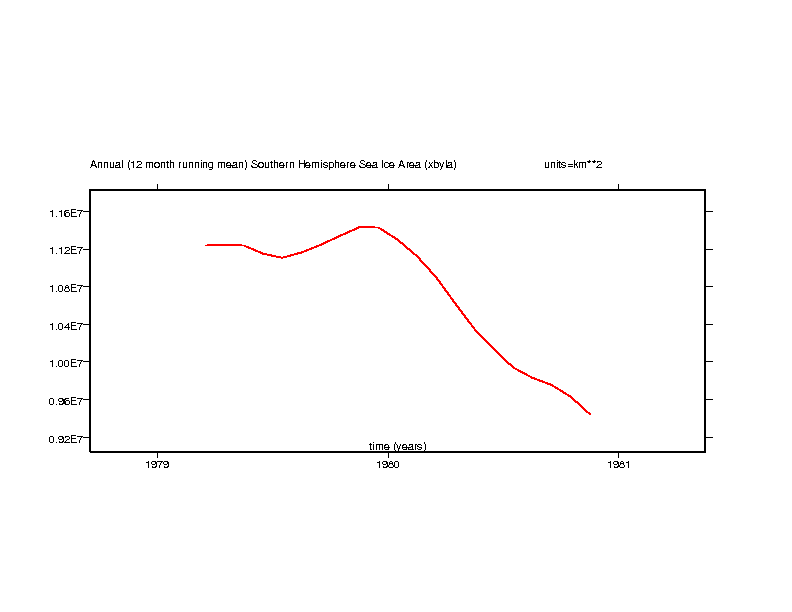 Annual (12 month running mean) Southern Hemisphere Sea Ice Area (xbyla) units=km**2
1.16E7
1.12E7
1.08E7
1.04E7
1.00E7
0.96E7
0.92E7
time (years)
1979 1980 1981